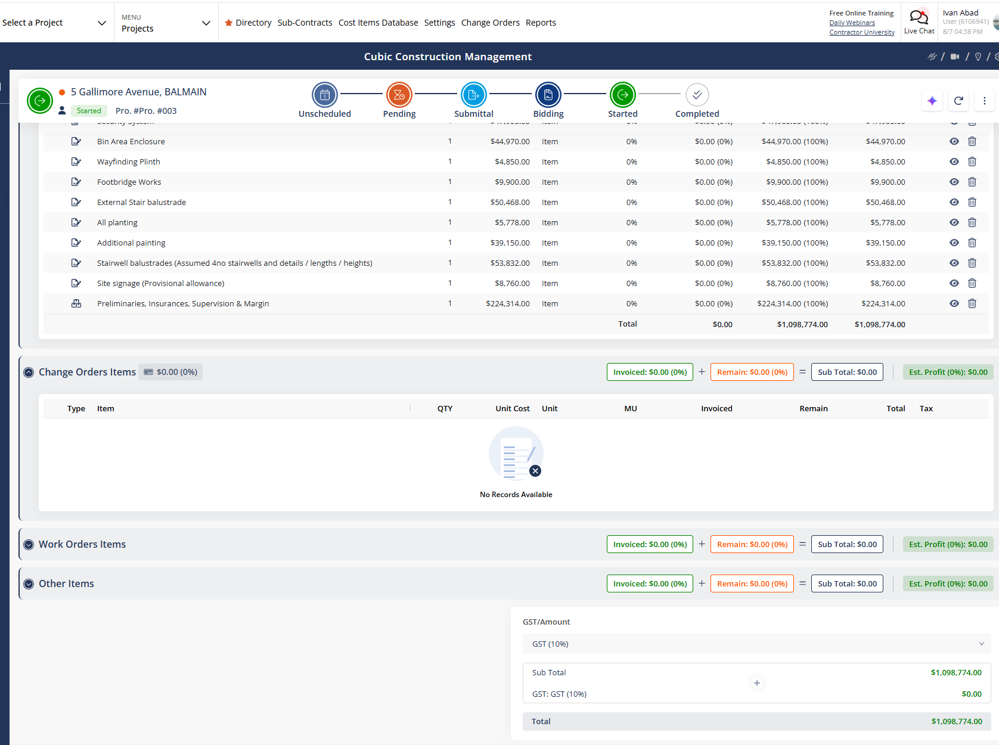 Select a Project
MENU
Projects
Directory Sub-Contracts Cost Items Database Settings Change Orders Reports
Free Online Training
Daily Webinars
Contractor University
Live Chat
Ivan Abad
User (6106941)
8/7 04:38 PM
Cubic Construction Management
5 Gallimore Avenue, BALMAIN
Started Pro. #Pro. #003
Unscheduled Pending Submittal Bidding Started Completed
Security System
Bin Area Enclosure 1 $44,970.00 Item 0% $0.00 (0%) $44,970.00 (100%) $44,970.00
Wayfinding Plinth 1 $4,850.00 Item 0% $0.00 (0%) $4,850.00 (100%) $4,850.00
Footbridge Works 1 $9,900.00 Item 0% $0.00 (0%) $9,900.00 (100%) $9,900.00
External Stair balustrade 1 $50,468.00 Item 0% $0.00 (0%) $50,468.00 (100%) $50,468.00
All planting 1 $5,778.00 Item 0% $0.00 (0%) $5,778.00 (100%) $5,778.00
Additional painting 1 $39,150.00 Item 0% $0.00 (0%) $39,150.00 (100%) $39,150.00
Stairwell balustrades (Assumed 4no stairwells and details / lengths / heights) 1 $53,832.00 Item 0% $0.00 (0%) $53,832.00 (100%) $53,832.00
Site signage (Provisional allowance) 1 $8,760.00 Item 0% $0.00 (0%) $8,760.00 (100%) $8,760.00
Preliminaries, Insurances, Supervision & Margin 1 $224,314.00 Item 0% $0.00 (0%) $224,314.00 (100%) $224,314.00
Total $0.00 $1,098,774.00 $1,098,774.00
Change Orders Items $0.00 (0%) Invoiced: $0.00 (0%) + Remain: $0.00 (0%) = Sub Total: $0.00 Est. Profit (0%): $0.00
Type Item QTY Unit Cost Unit MU Invoiced Remain Total Tax
No Records Available
Work Orders Items Invoiced: $0.00 (0%) + Remain: $0.00 (0%) = Sub Total: $0.00 Est. Profit (0%): $0.00
Other Items Invoiced: $0.00 (0%) + Remain: $0.00 (0%) = Sub Total: $0.00 Est. Profit (0%): $0.00
GST/Amount
GST (10%)
Sub Total $1,098,774.00
GST: GST (10%) $0.00
Total $1,098,774.00